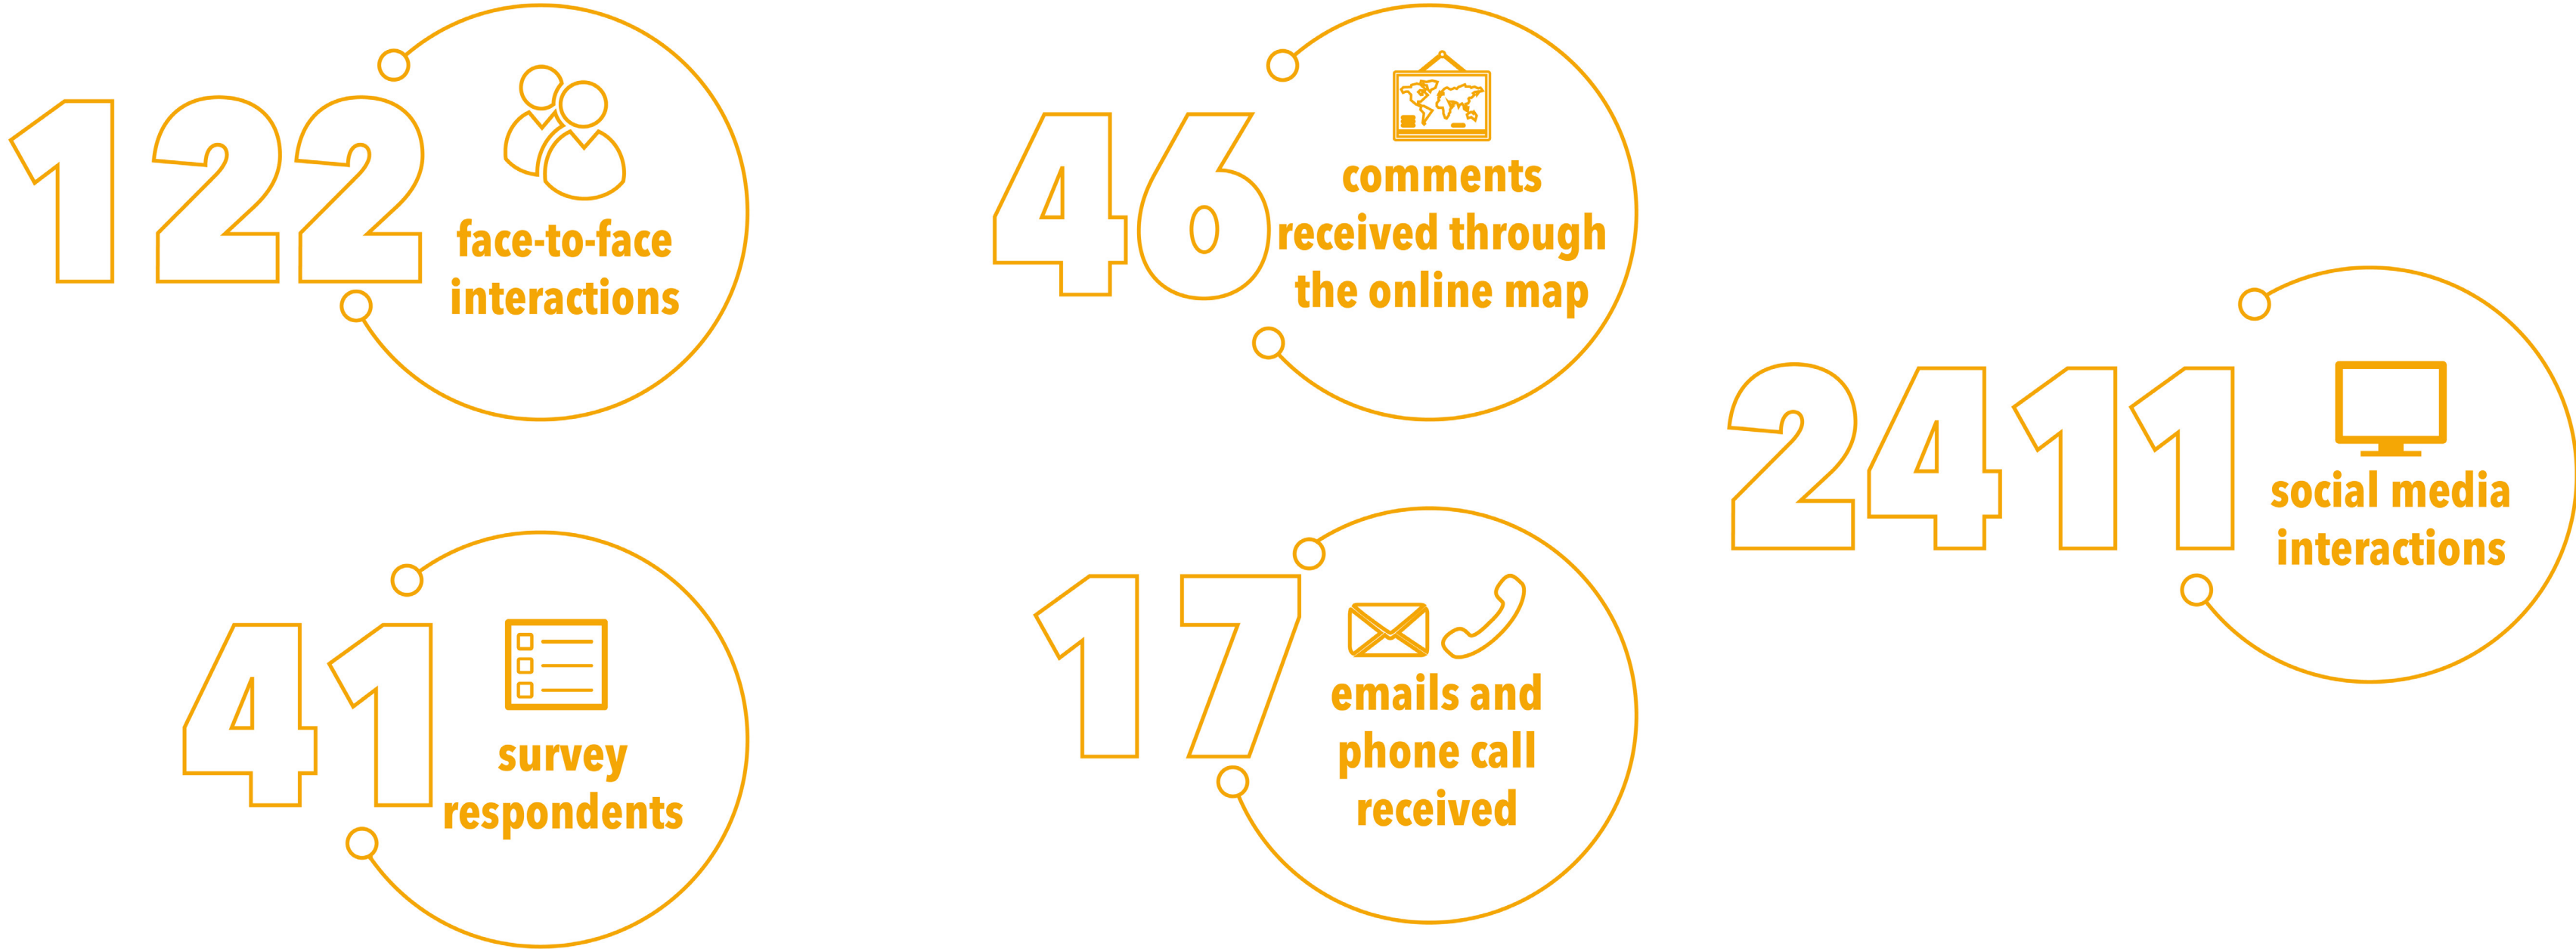 122
face-to-face
interactions
46
comments
received through
the online map
2411
social media
interactions
41
survey
respondents
17
emails and
phone call
received